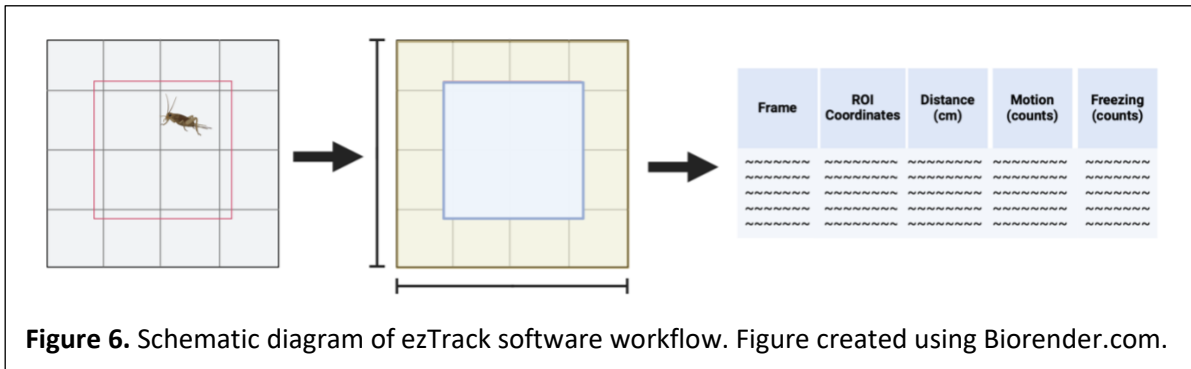 Frame ROI Coordinates Distance (cm) Motion (counts) Freezing (counts)
~~~~~~~ ~~~~~~~~ ~~~~~~~~ ~~~~~~~~ ~~~~~~~
~~~~~~~ ~~~~~~~~ ~~~~~~~~ ~~~~~~~~ ~~~~~~~
~~~~~~~ ~~~~~~~~ ~~~~~~~~ ~~~~~~~~ ~~~~~~~
~~~~~~~ ~~~~~~~~ ~~~~~~~~ ~~~~~~~~ ~~~~~~~
~~~~~~~ ~~~~~~~~ ~~~~~~~~ ~~~~~~~~ ~~~~~~~
Figure 6. Schematic diagram of ezTrack software workflow. Figure created using Biorender.com.